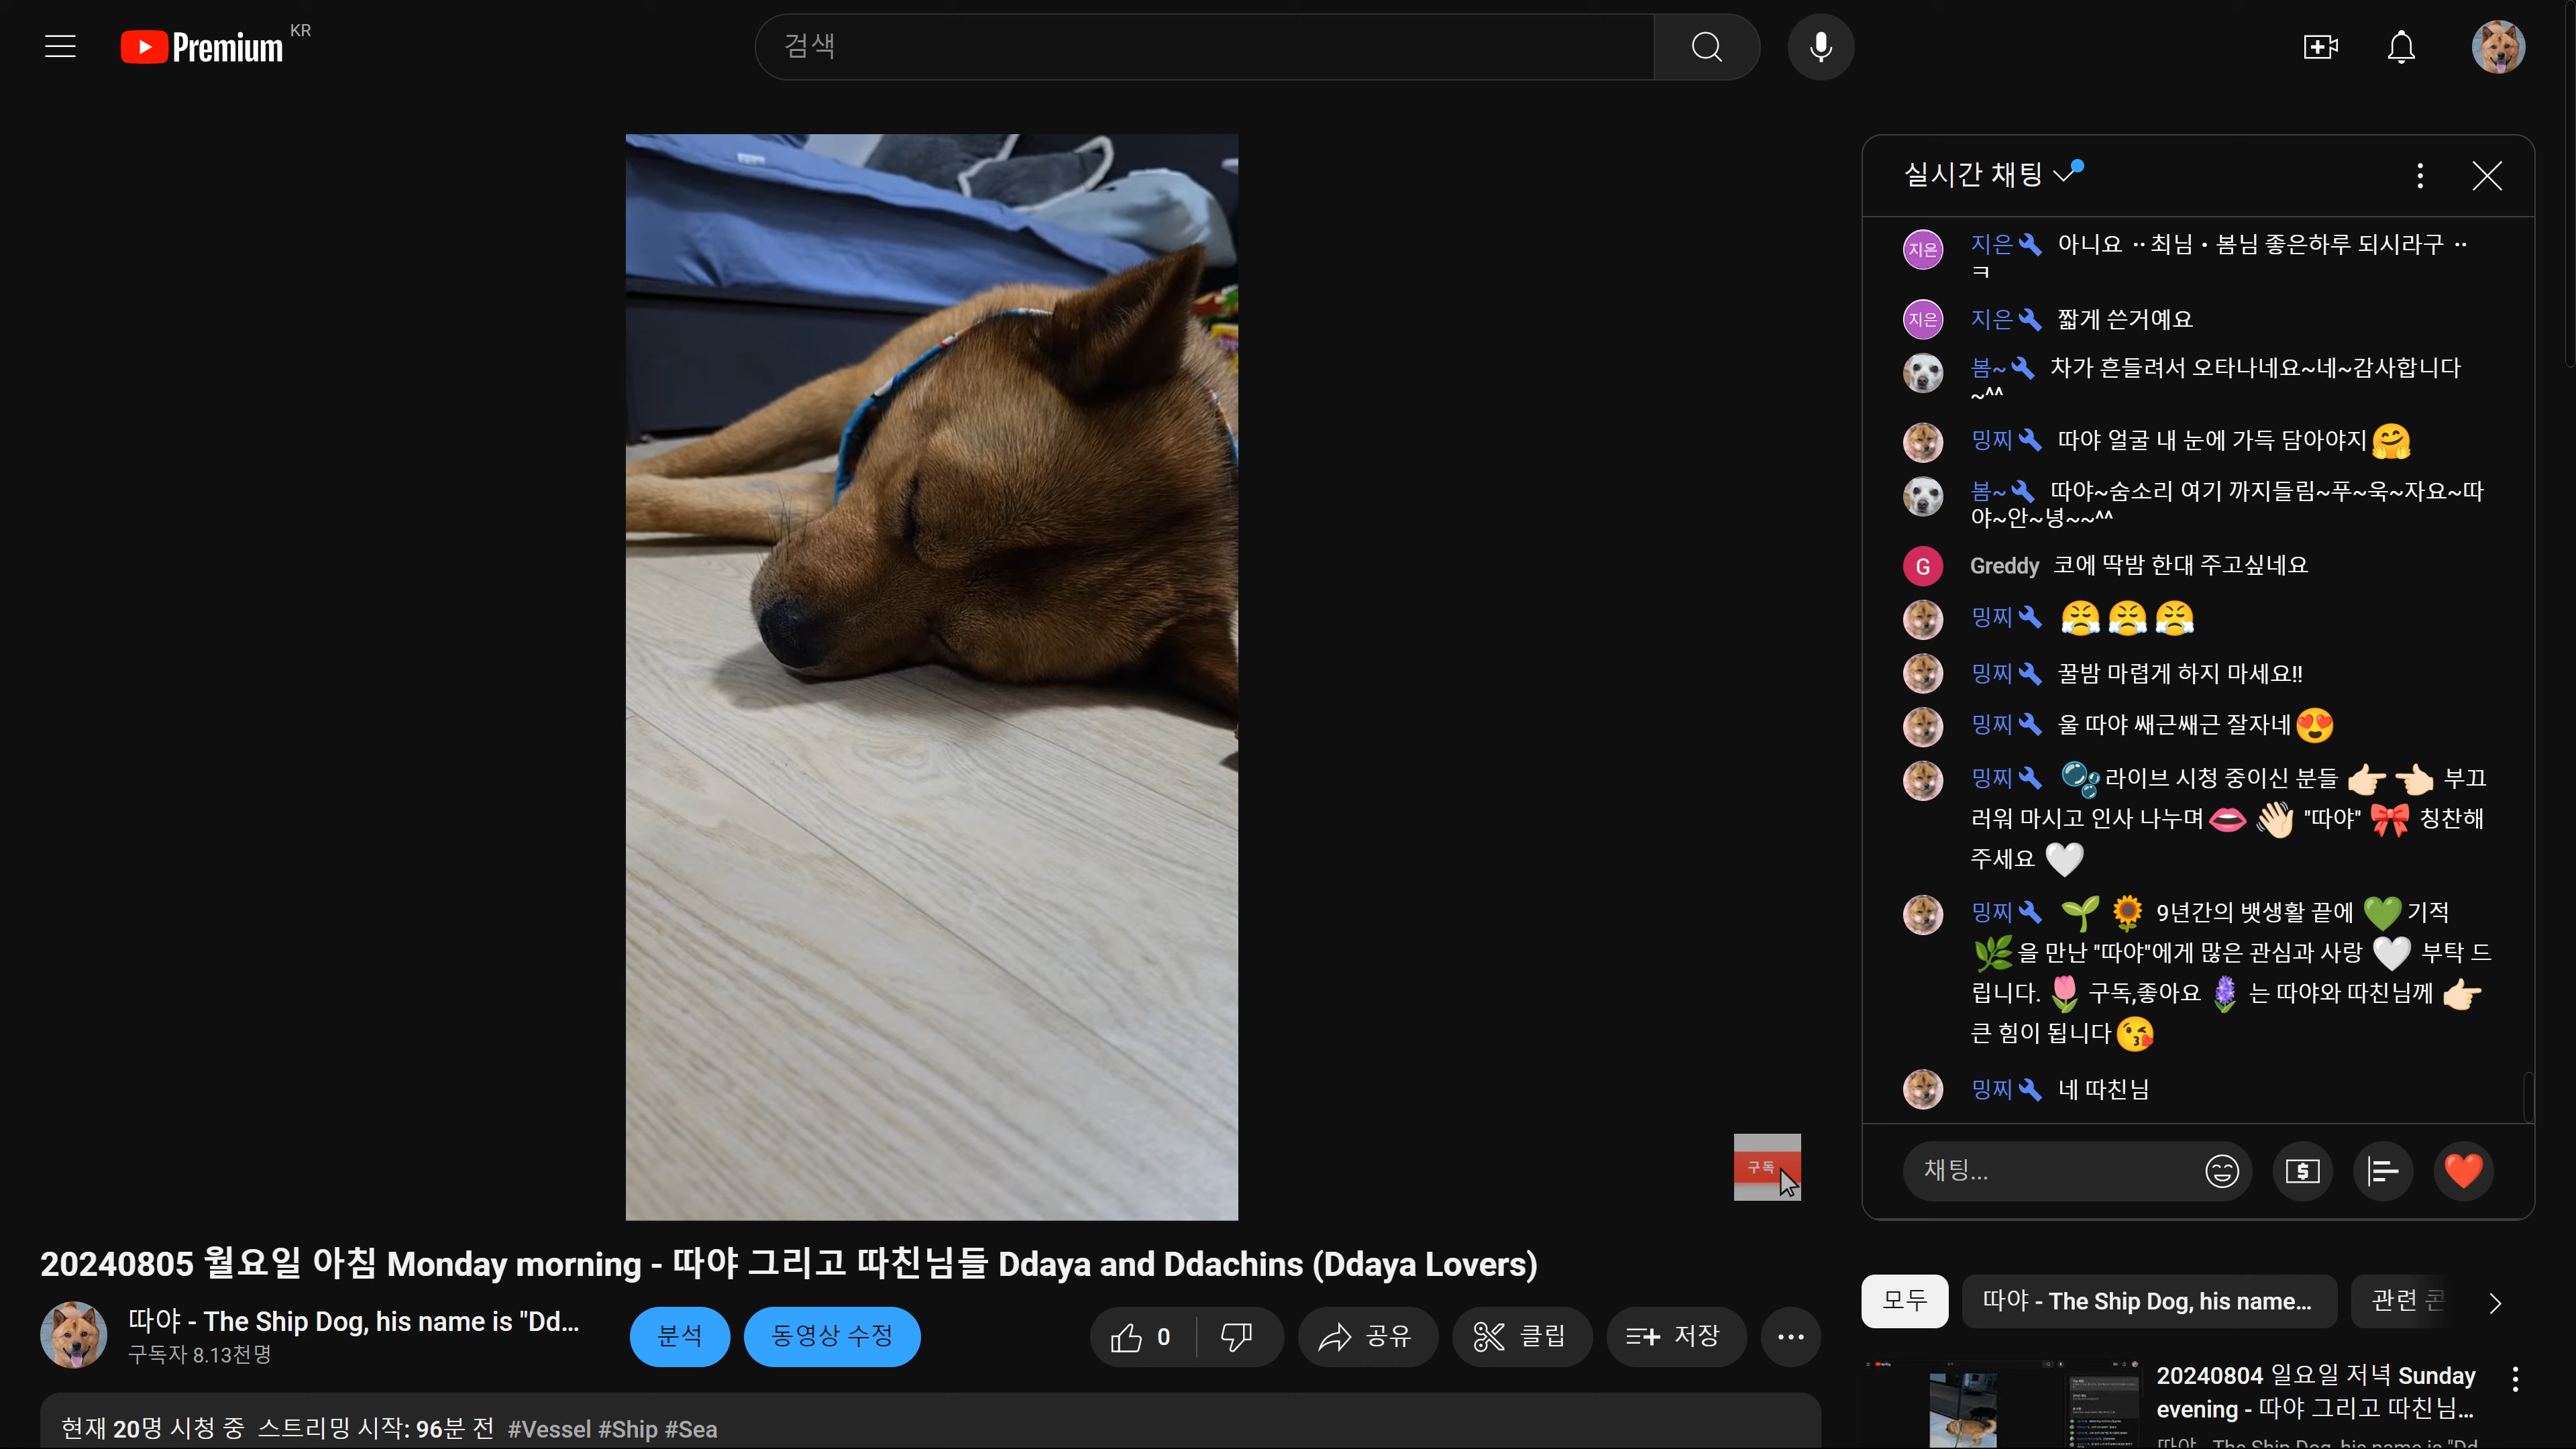 Premium KR
검색
실시간 채팅
지은 지은 아니요 ··최님·봄님 좋은하루 되시라구 ··
ㅋ
지은 지은 짧게 쓴거예요
봄~ 차가 흔들려서 오타나네요~네~감사합니다
~^^
밍찌 따야 얼굴 내 눈에 가득 담아야지🤗
봄~ 따야~숨소리 여기 까지들림~푸~욱~자요~따
야~안~녕~~^^
G Greddy 코에 딱밤 한대 주고싶네요
밍찌 😤😤😤
밍찌 꿀밤 마렵게 하지 마세요!!
밍찌 울 따야 쌔근쌔근 잘자네😍
밍찌 🫧라이브 시청 중이신 분들 👉🏻👈🏻 부끄
러워 마시고 인사 나누며👄 👋🏻 "따야" 🎀 칭찬해
주세요 🤍
밍찌 🌱 🌻 9년간의 뱃생활 끝에 💚기적
🌿을 만난 "따야"에게 많은 관심과 사랑 🤍 부탁 드
립니다. 🌷 구독,좋아요 🪻 는 따야와 따친님께 👉🏻
큰 힘이 됩니다😘
밍찌 네 따친님
채팅...
구독
20240805 월요일 아침 Monday morning - 따야 그리고 따친님들 Ddaya and Ddachins (Ddaya Lovers)
따야 - The Ship Dog, his name is "Dd...
구독자 8.13천명
분석
동영상 수정
0
공유
클립
저장
현재 20명 시청 중 스트리밍 시작: 96분 전 #Vessel #Ship #Sea
모두
따야 - The Ship Dog, his name...
관련
20240804 일요일 저녁 Sunday
evening - 따야 그리고 따친님...